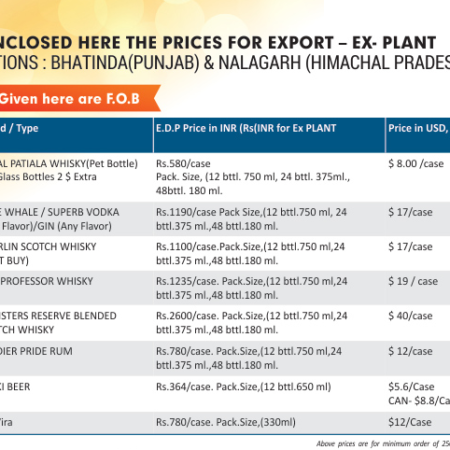 NCLOSED HERE THE PRICES FOR EXPORT – EX- PLANT
TIONS : BHATINDA(PUNJAB) & NALAGARH (HIMACHAL PRADES
Given here are F.O.B
d / Type E.D.P Price in INR (Rs(INR for Ex PLANT Price in USD,
AL PATIALA WHISKY(Pet Bottle) Rs.580/case $ 8.00 /case
Glass Bottles 2 $ Extra Pack. Size, (12 bttl. 750 ml, 24 bttl. 375ml.,
48bttl. 180 ml.
E WHALE / SUPERB VODKA Rs.1190/case Pack Size,(12 bttl.750 ml, 24 $ 17/case
Flavor)/GIN (Any Flavor) bttl.375 ml.,48 bttl.180 ml.
RLIN SCOTCH WHISKY Rs.1100/case.Pack.Size,(12 bttl.750 ml,24 $ 17/case
T BUY) bttl.375 ml.,48 bttl.180 ml.
PROFESSOR WHISKY Rs.1235/case. Pack.Size,(12 bttl.750 ml,24 $ 19 / case
bttl.375 ml.,48 bttl.180 ml.
STERS RESERVE BLENDED Rs.2600/case. Pack.Size,(12 bttl.750 ml,24 $ 40/case
TCH WHISKY bttl.375 ml.,48 bttl.180 ml.
DIER PRIDE RUM Rs.780/case. Pack.Size,(12 bttl.750 ml,24 $ 12/case
bttl.375 ml.,48 bttl.180 ml.
KI BEER Rs.364/case. Pack.Size,(12 bttl.650 ml) $5.6/Case
CAN- $8.8/Ca
ira Rs.780/case. Pack.Size,(330ml) $12/Case
Above prices are for minimum order of 25